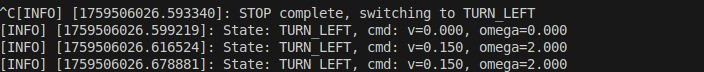 ^C[INFO] [1759506026.593340]: STOP complete, switching to TURN_LEFT
[INFO] [1759506026.599219]: State: TURN_LEFT, cmd: v=0.000, omega=0.000
[INFO] [1759506026.616524]: State: TURN_LEFT, cmd: v=0.150, omega=2.000
[INFO] [1759506026.678881]: State: TURN_LEFT, cmd: v=0.150, omega=2.000